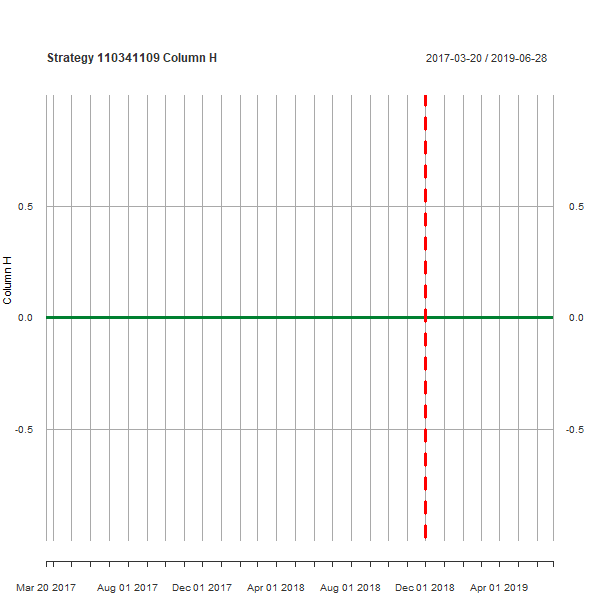 Strategy 110341109 Column H
2017-03-20 / 2019-06-28
0.5
0.5
Column H
0.0
0.0
-0.5
-0.5
Mar 20 2017
Aug 01 2017
Dec 01 2017
Apr 01 2018
Aug 01 2018
Dec 01 2018
Apr 01 2019